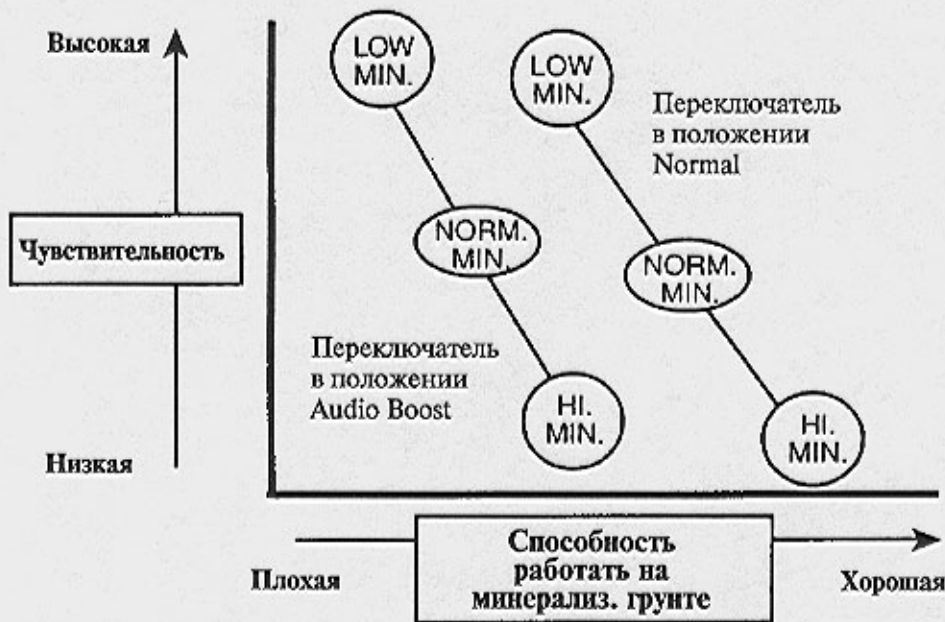 Высокая
Чувствительность
Низкая
LOW
MIN.
NORM.
MIN.
HI.
MIN.
Переключатель
в положении
Audio Boost
LOW
MIN.
NORM.
MIN.
HI.
MIN.
Переключатель
в положении
Normal
Плохая
Способность
работать на
минерализ. грунте
Хорошая